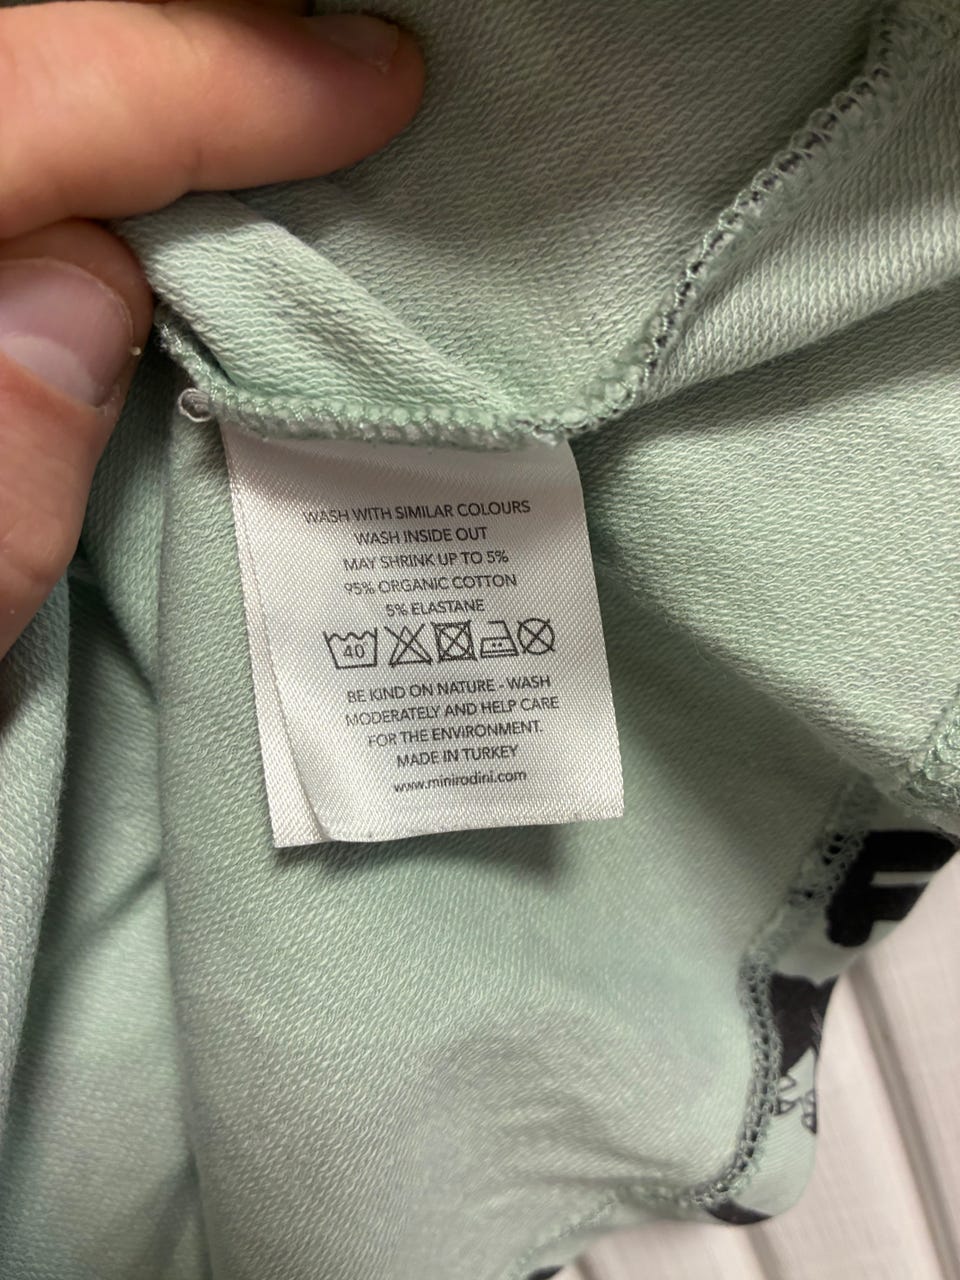 WASH WITH SIMILAR COLOURS
WASH INSIDE OUT
MAY SHRINK UP TO 5%
95% ORGANIC COTTON
5% ELASTANE
40
BE KIND ON NATURE - WASH
MODERATELY AND HELP CARE
FOR THE ENVIRONMENT.
MADE IN TURKEY
www.minirodini.com